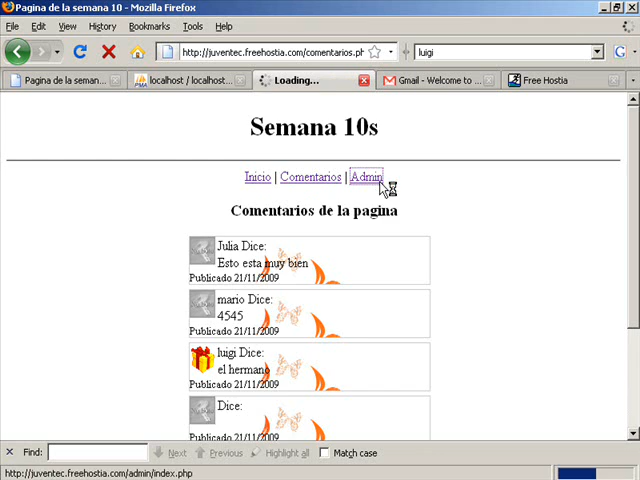 Pagina de la semana 10 - Mozilla Firefox
File Edit View History Bookmarks Tools Help
http://juventec.freehostia.com/comentarios.ph
luigi
Pagina de la seman...
localhost / localhost...
Loading...
Gmail - Welcome to ...
Free Hostia
Semana 10s
Inicio | Comentarios | Admin
Comentarios de la pagina
Julia Dice:
Esto esta muy bien
Publicado 21/11/2009
mario Dice:
4545
Publicado 21/11/2009
luigi Dice:
el hermano
Publicado 21/11/2009
Dice:
Publicado 21/11/2009
Find: Next Previous Highlight all Match case
http://juventec.freehostia.com/admin/index.php